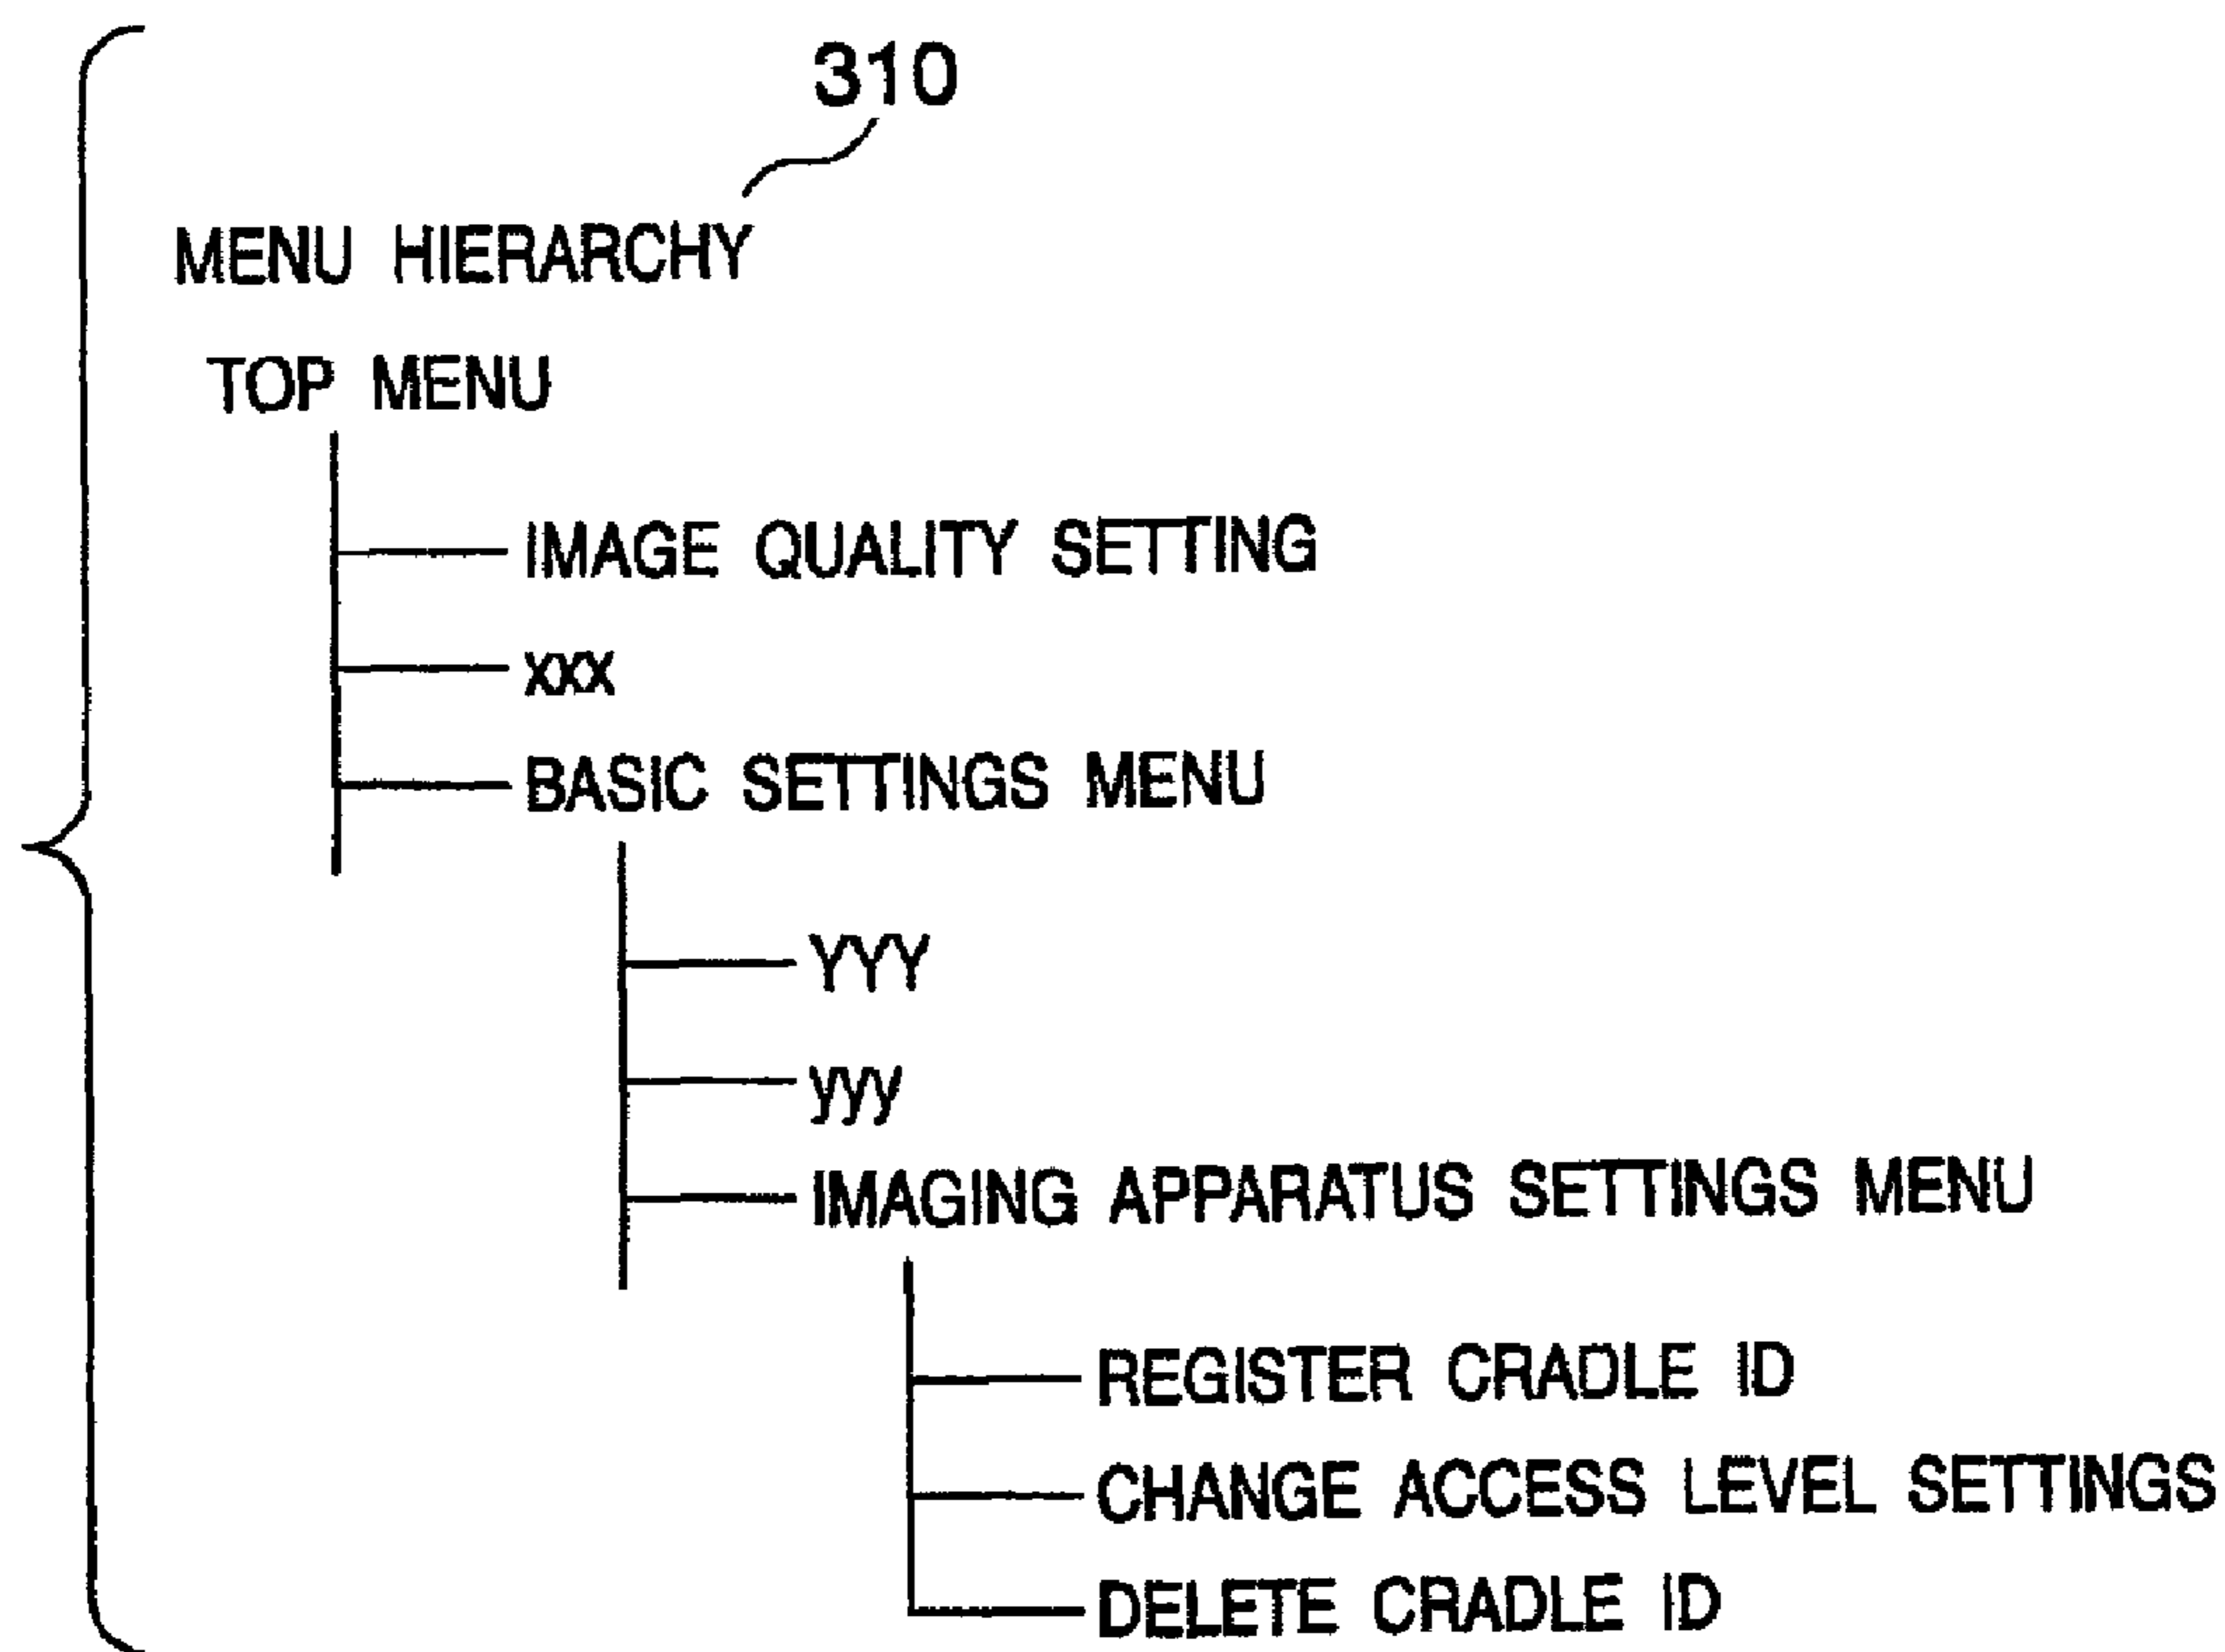 310
MENU HIERARCHY
TOP MENU
IMAGE QUALITY SETTING
xxx
BASIC SETTINGS MENU
YYY
yyy
IMAGING APPARATUS SETTINGS MENU
REGISTER CRADLE ID
CHANGE ACCESS LEVEL SETTINGS
DELETE CRADLE ID